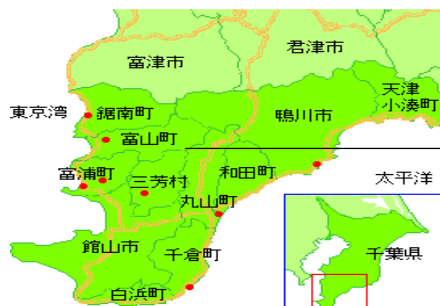 富津市
君津市
天津
小湊町
東京湾
鋸南町
鴨川市
富山町
富浦町
三芳村
和田町
太平洋
丸山町
館山市
千倉町
千葉県
白浜町